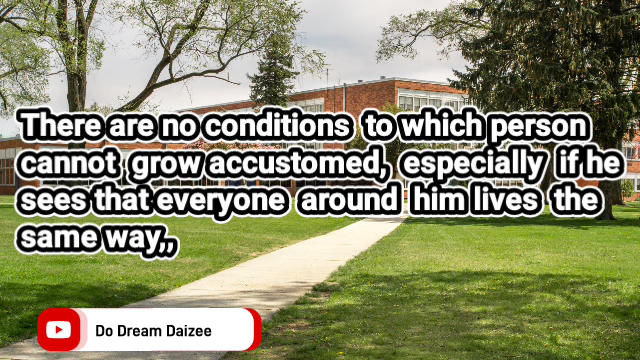 There are no conditions to which person
cannot grow accustomed, especially if he
sees that everyone around him lives the
same way,,
Do Dream Daizee